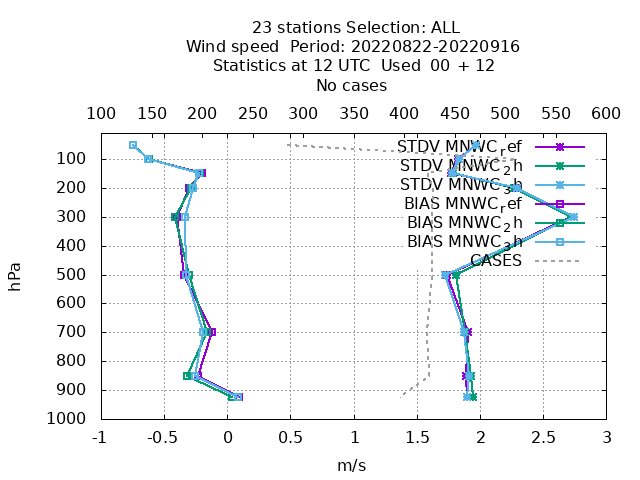 23 stations Selection: ALL
Wind speed  Period: 20220822-20220916
Statistics at 12 UTC  Used  00 + 12
No cases
100 150 200 250 300 350 400 450 500 550 600
STDV MNWC_ref
STDV MNWC_2h
STDV MNWC_3h
BIAS MNWC_ref
BIAS MNWC_2h
BIAS MNWC_3h
CASES
100
200
300
400
500
600
700
800
900
1000
hPa
-1 -0.5 0 0.5 1 1.5 2 2.5 3
m/s